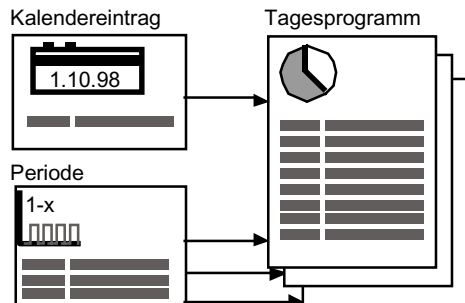 Kalendereintrag
Tagesprogramm
1.10.98
Periode
1-x